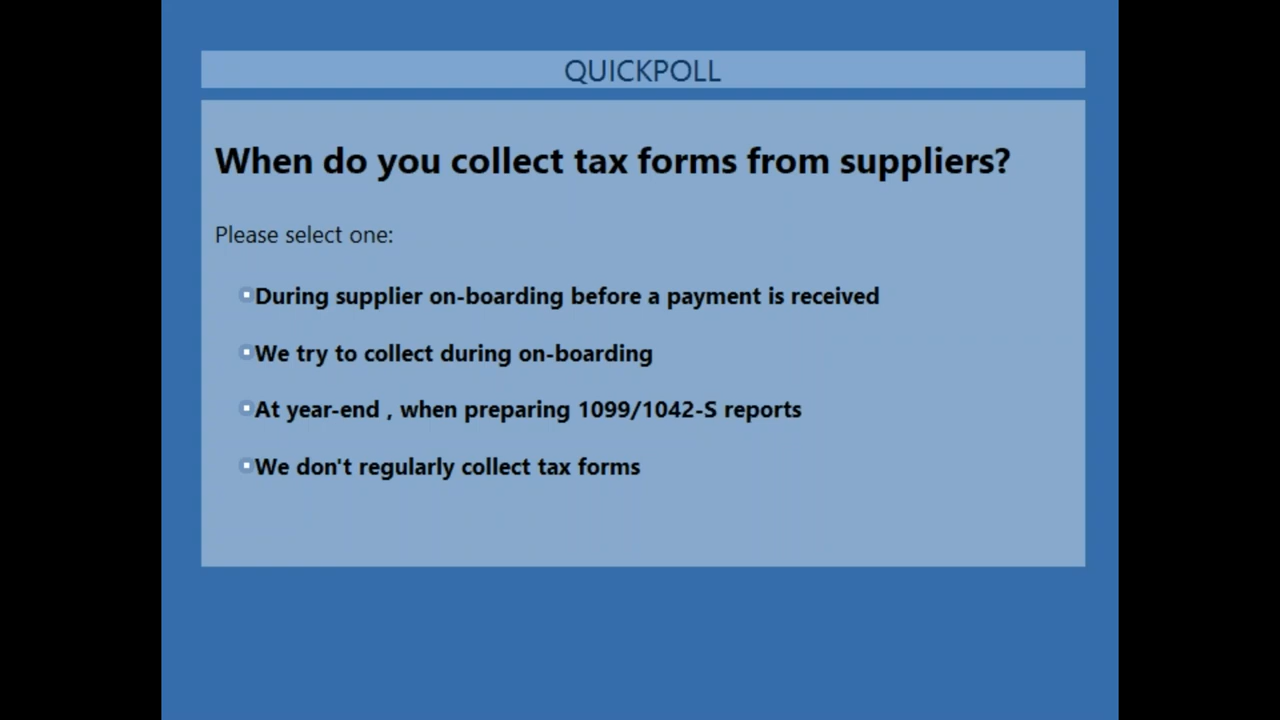 QUICKPOLL
When do you collect tax forms from suppliers?
Please select one:
During supplier on-boarding before a payment is received
We try to collect during on-boarding
At year-end , when preparing 1099/1042-S reports
We don't regularly collect tax forms